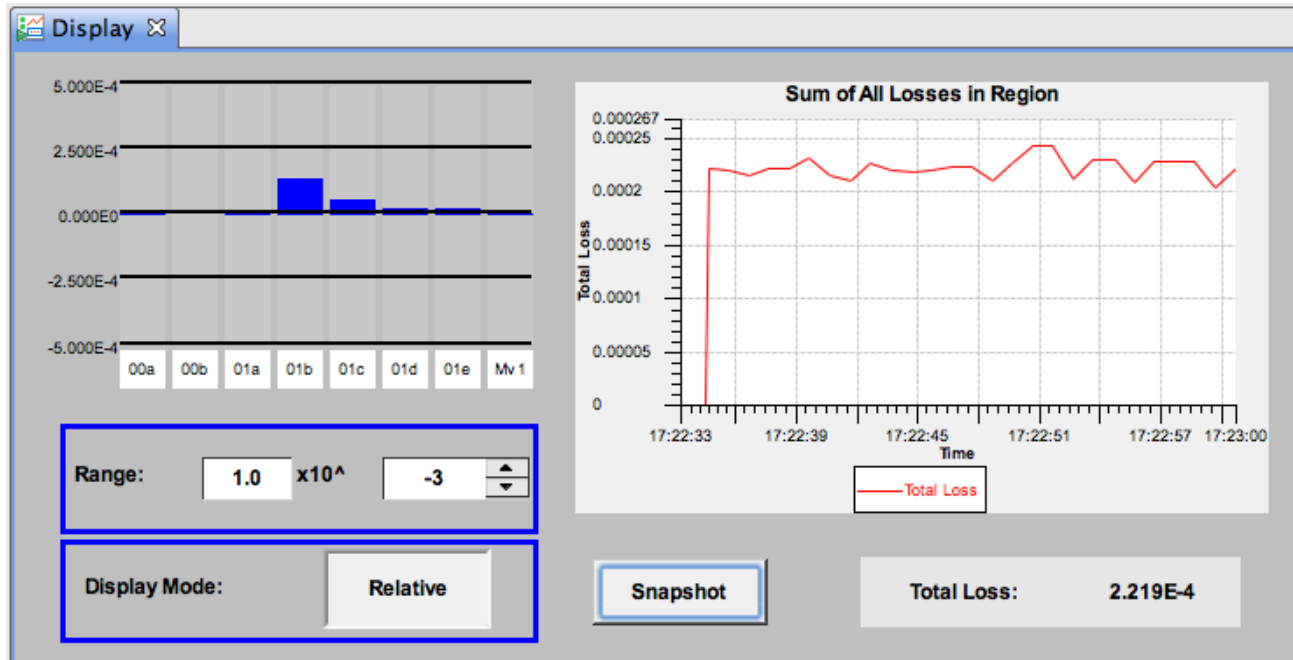 Display
5.000E-4
2.500E-4
0.000E0
-2.500E-4
-5.000E-4
00a 00b 01a 01b 01c 01d 01e Mv 1
Range: 1.0 x10^ -3
Display Mode: Relative
Sum of All Losses in Region
0.000267
0.00025
0.0002
0.00015
0.0001
0.00005
0
Total Loss
17:22:33 17:22:39 17:22:45 17:22:51 17:22:57 17:23:00
Time
Total Loss
Snapshot
Total Loss: 2.219E-4